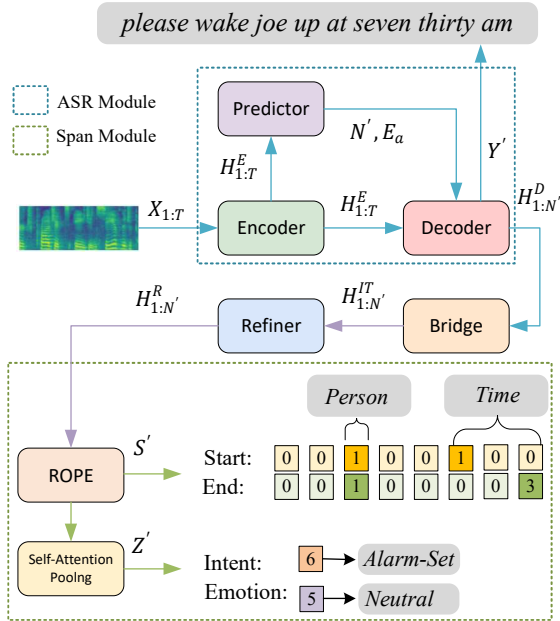 please wake joe up at seven thirty am
ASR Module
Span Module
Predictor
N′, E_a
Y′
H^E_{1:T}
H^D_{1:N′}
X_{1:T}
H^E_{1:T}
Encoder
Decoder
H^R_{1:N′}
H^{IT}_{1:N′}
Refiner
Bridge
Person
Time
ROPE
S′
Start: 0 0 1 0 0 1 0 0
End: 0 0 1 0 0 0 0 3
Self-Attention
Poolng
Z′
Intent: 6 Alarm-Set
Emotion: 5 Neutral